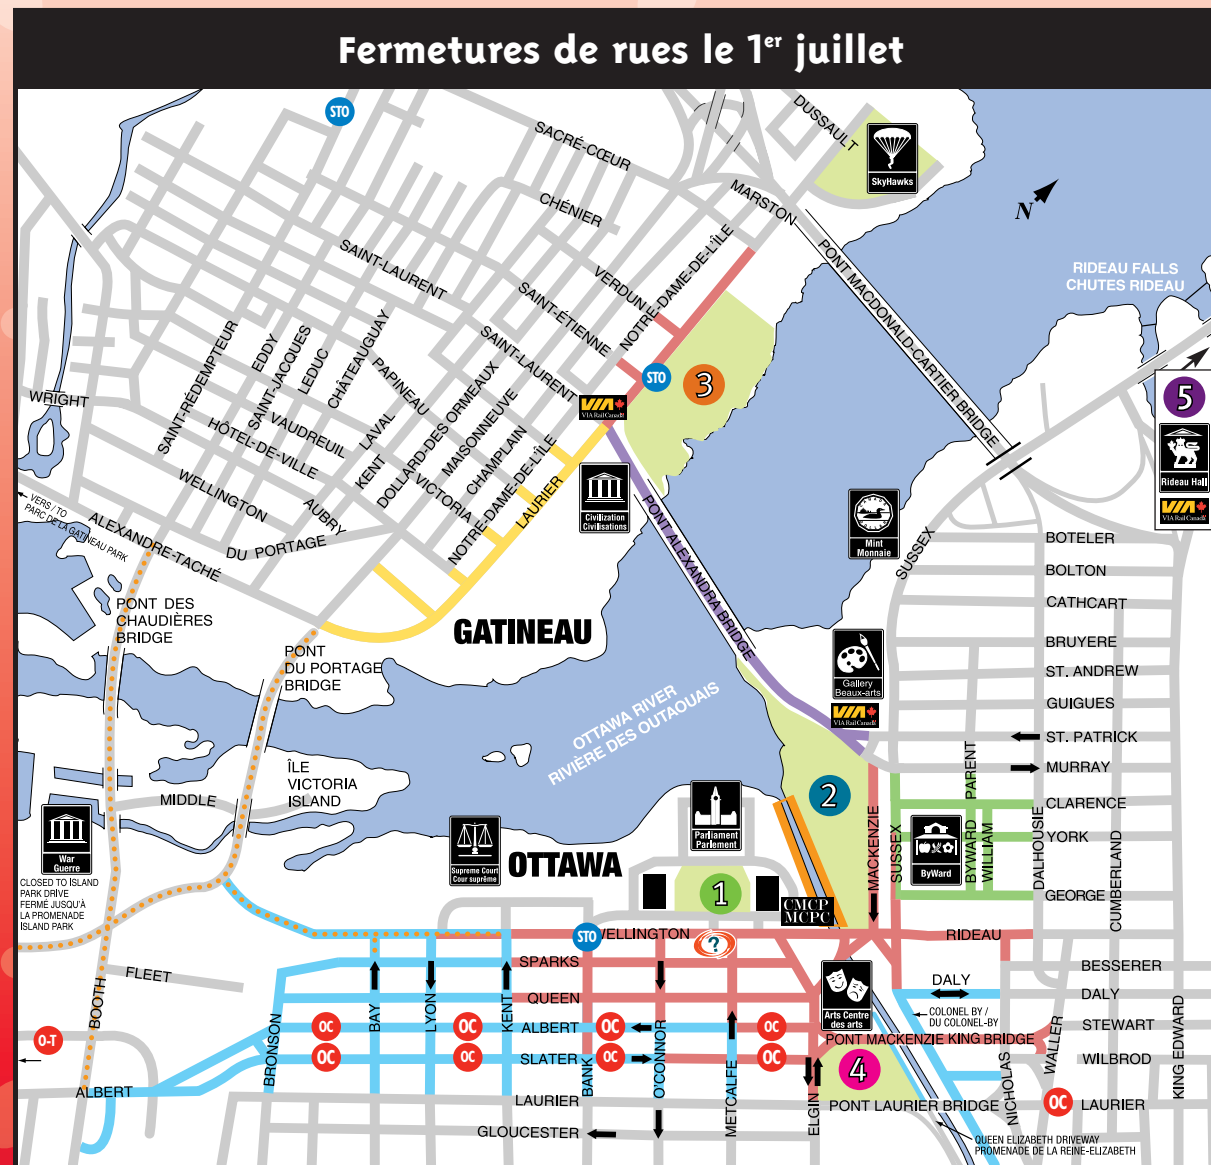 Fermetures de rues le 1er juillet
STO
SACRÉ-CŒUR
DUSSAULT
SkyHawks
MARSTON
N
CHÉNIER
PONT MACDONALD-CARTIER BRIDGE
RIDEAU FALLS
CHUTES RIDEAU
SAINT-LAURENT
VERDUN
NOTRE-DAME-DE-L'ÎLE
SAINT-ÉTIENNE
SAINT-LAURENT
STO
3
5
Rideau Hall
VIA Rail Canada
SAINT-RÉDEMPTEUR
EDDY
SAINT-JACQUES
LEDUC
CHÂTEAUGUAY
PAPINEAU
WRIGHT
VAUDREUIL
HÔTEL-DE-VILLE
LAVAL
KENT
DOLLARD-DES ORMEAUX
MAISONNEUVE
CHAMPLAIN
VICTORIA
NOTRE-DAME-DE-L'ÎLE
LAURIER
VIA Rail Canada
Civilization
Civilisations
WELLINGTON
AUBRY
DU PORTAGE
VERS / TO
PARC DE LA GATINEAU PARK
ALEXANDRE-TACHÉ
PONT ALEXANDRA BRIDGE
Mint
Monnaie
SUSSEX
BOTELER
BOLTON
CATHCART
BRUYERE
ST. ANDREW
GUIGUES
ST. PATRICK
MURRAY
CLARENCE
YORK
GEORGE
PONT DES
CHAUDIÈRES
BRIDGE
PONT
DU PORTAGE
BRIDGE
GATINEAU
OTTAWA RIVER
RIVIÈRE DES OUTAOUAIS
Gallery
Beaux-arts
VIA Rail Canada
ÎLE
VICTORIA
ISLAND
MIDDLE
War
Guerre
CLOSED TO ISLAND
PARK DRIVE
FERMÉ JUSQU'À
LA PROMENADE
ISLAND PARK
Supreme Court
Cour suprême
OTTAWA
Parliament
Parlement
1
2
CMCP
MCPC
MACKENZIE
SUSSEX
ByWard
PARENT
BYWARD
WILLIAM
DALHOUSIE
CUMBERLAND
STO
WELLINGTON
?
RIDEAU
SPARKS
QUEEN
ALBERT
SLATER
LAURIER
GLOUCESTER
FLEET
BOOTH
BRONSON
BAY
LYON
KENT
BANK
O'CONNOR
METCALFE
ELGIN
ALBERT
O-T
OC
OC
OC
OC
OC
OC
OC
OC
Arts Centre
des arts
DALY
COLONEL BY /
DU COLONEL-BY
PONT MACKENZIE KING BRIDGE
4
PONT LAURIER BRIDGE
NICHOLAS
WALLER
KING EDWARD
BESSERER
DALY
STEWART
WILBROD
OC
LAURIER
QUEEN ELIZABETH DRIVEWAY
PROMENADE DE LA REINE-ELIZABETH